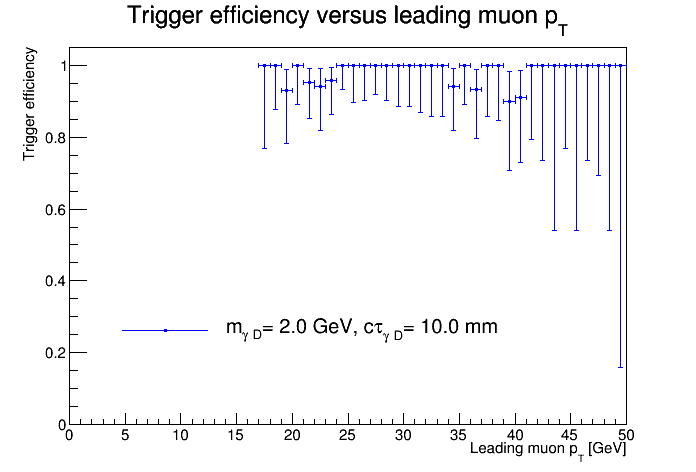 Trigger efficiency versus leading muon p_T
Trigger efficiency
1
0.8
0.6
0.4
0.2
0
m_γ D= 2.0 GeV, cτ_γ D= 10.0 mm
0 5 10 15 20 25 30 35 40 45 50
Leading muon p_T [GeV]